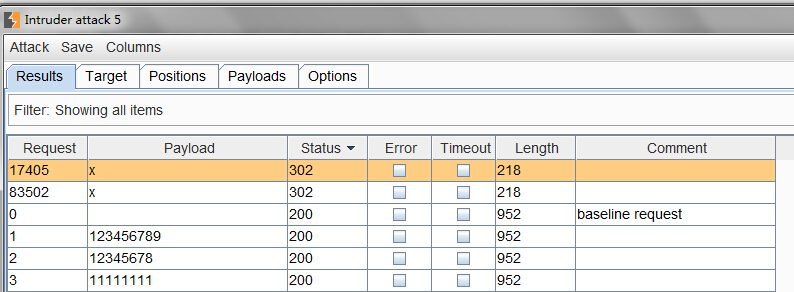 Intruder attack 5
Attack Save Columns
Results Target Positions Payloads Options
Filter: Showing all items
Request Payload Status Error Timeout Length Comment
17405 x 302 218
83502 x 302 218
0 200 952 baseline request
1 123456789 200 952
2 12345678 200 952
3 11111111 200 952